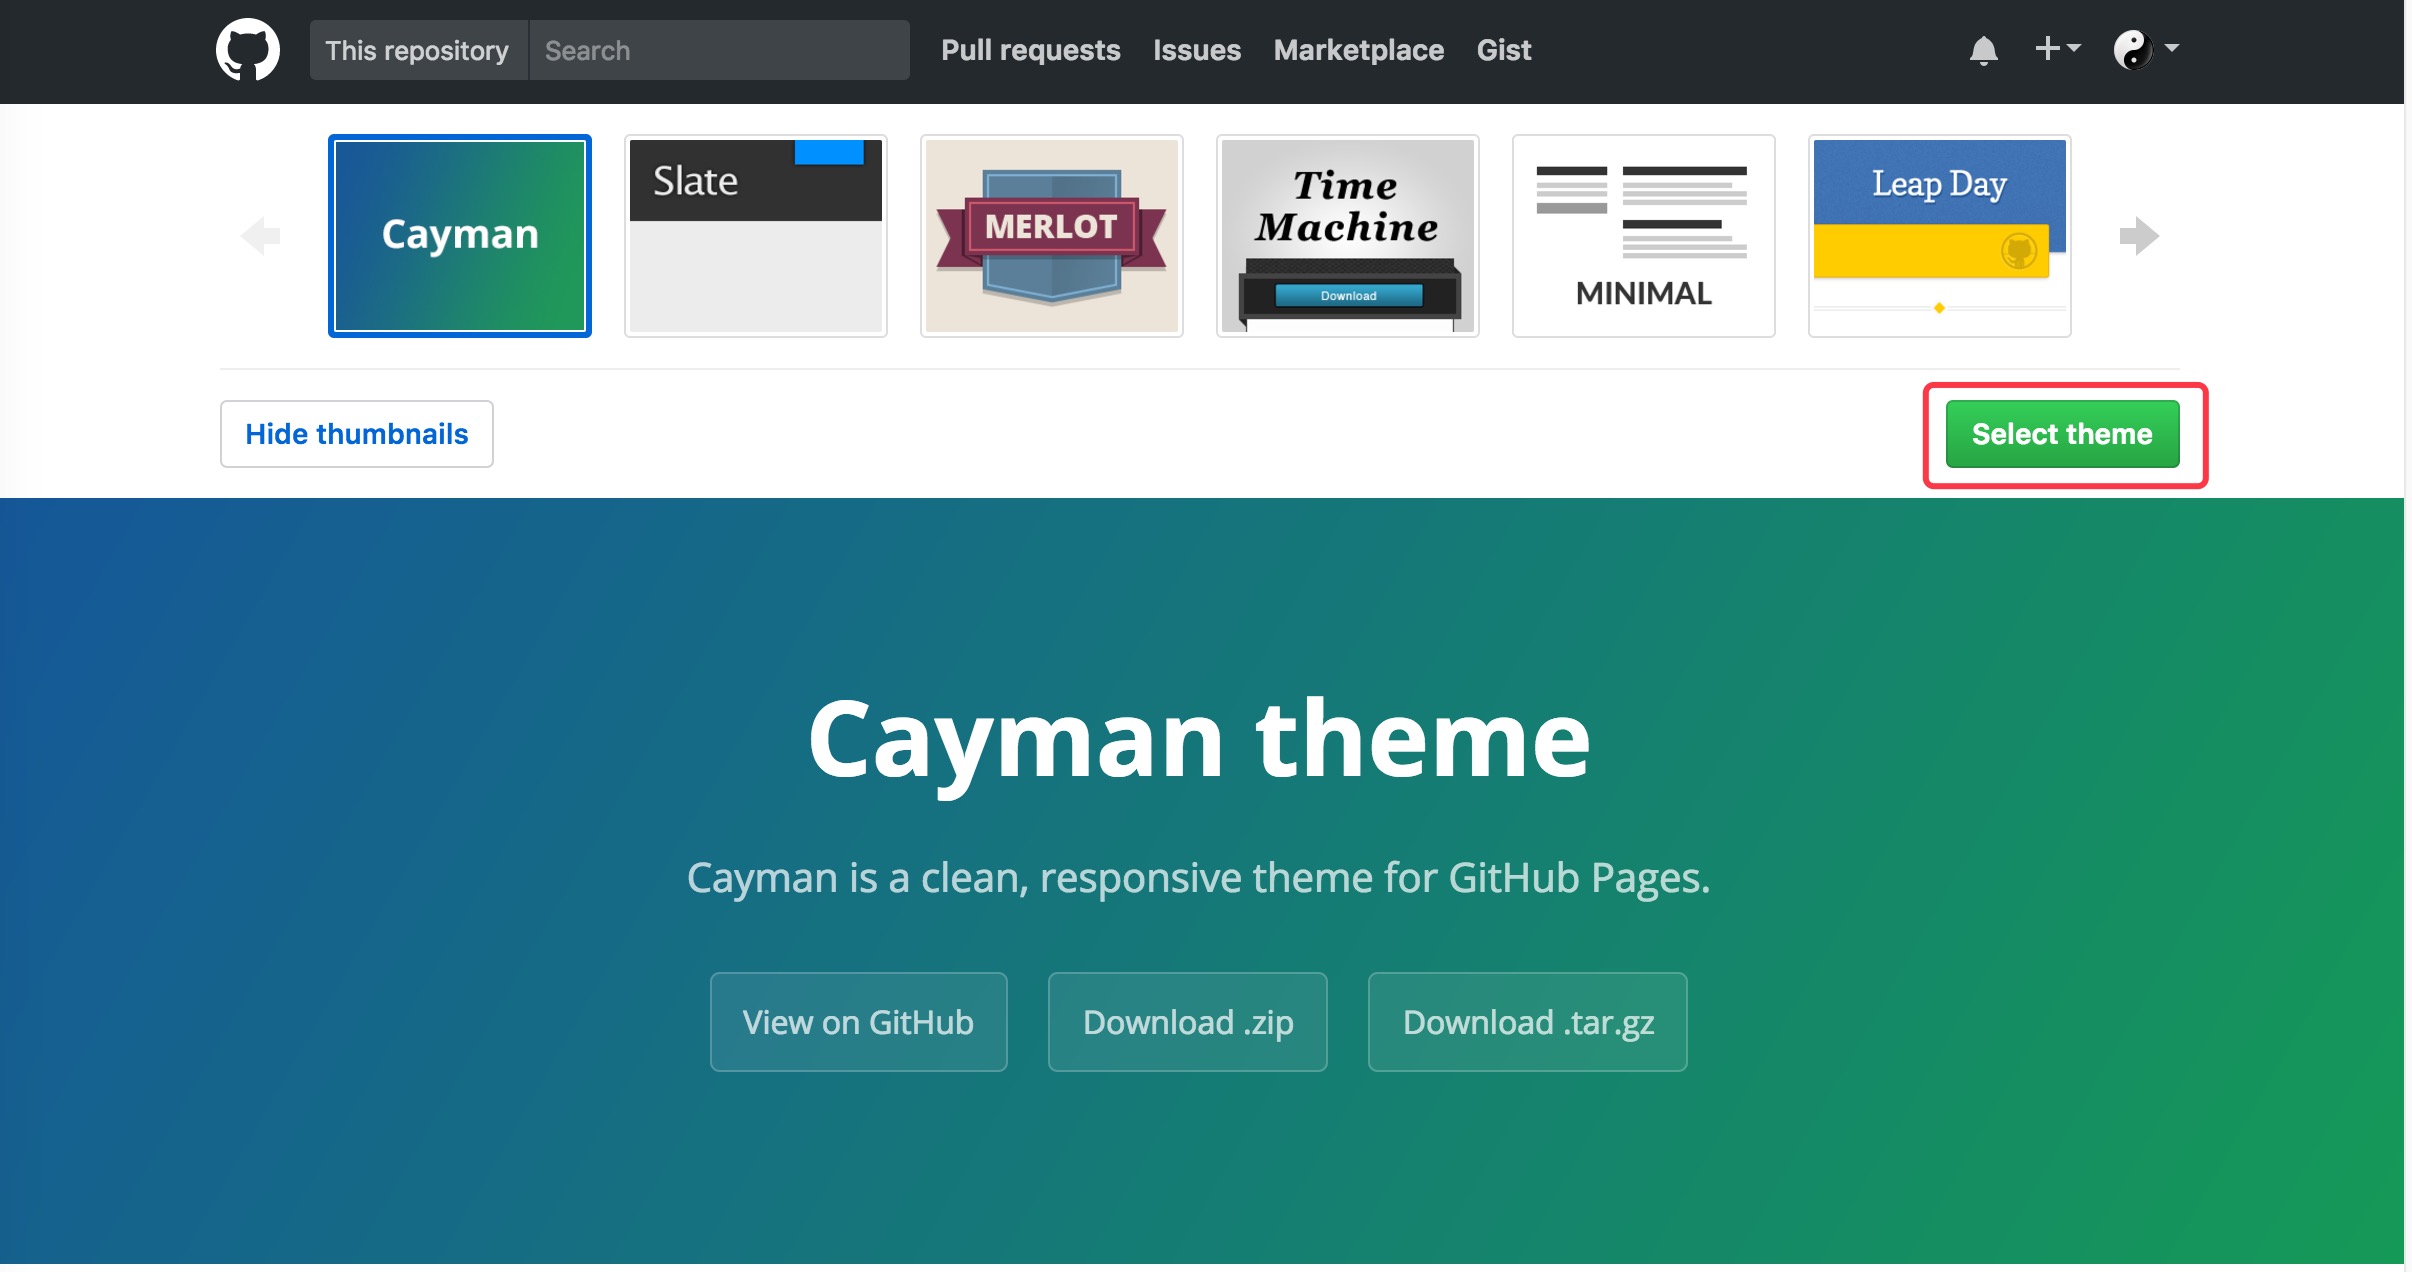 This repository Search Pull requests Issues Marketplace Gist
Cayman
Slate
MERLOT
Time
Machine
Download
MINIMAL
Leap Day
Hide thumbnails
Select theme
Cayman theme
Cayman is a clean, responsive theme for GitHub Pages.
View on GitHub
Download .zip
Download .tar.gz